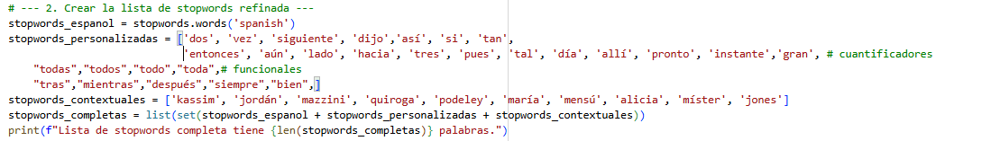 # --- 2. Crear la lista de stopwords refinada ---
stopwords_espanol = stopwords.words('spanish')
stopwords_personalizadas = ['dos', 'vez', 'siguiente', 'dijo','así', 'si', 'tan',
'entonces', 'aún', 'lado', 'hacia', 'tres', 'pues', 'tal', 'día', 'allí', 'pronto', 'instante','gran', # cuantificadores
"todas","todos","todo","toda",# funcionales
"tras","mientras","después","siempre","bien",]
stopwords_contextuales = ['kassim', 'jordán', 'mazzini', 'quiroga', 'podeley', 'maría', 'mensú', 'alicia', 'míster', 'jones']
stopwords_completas = list(set(stopwords_espanol + stopwords_personalizadas + stopwords_contextuales))
print(f"Lista de stopwords completa tiene {len(stopwords_completas)} palabras.")